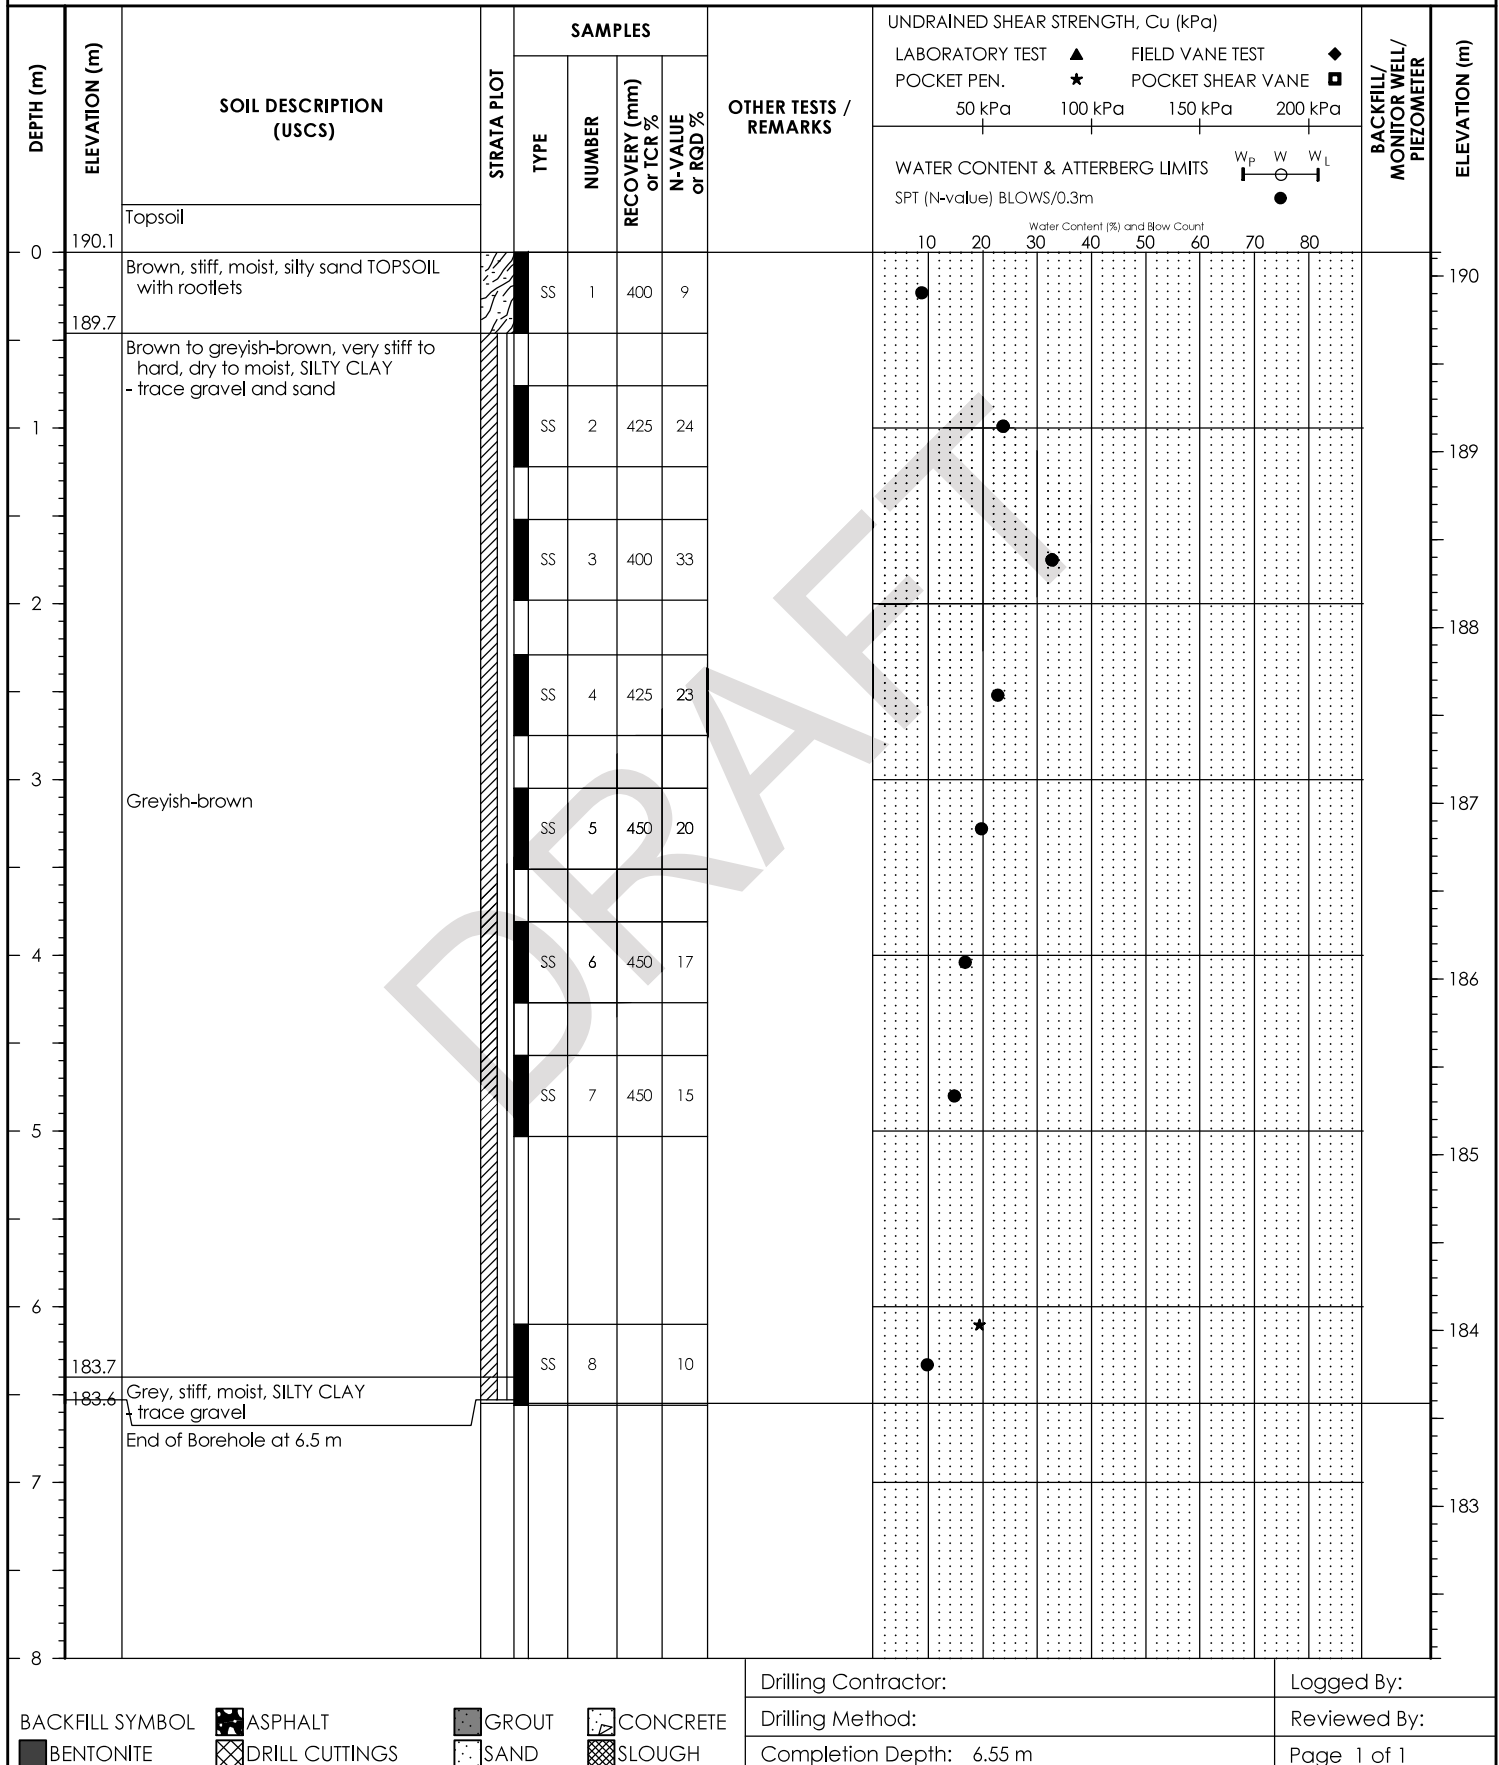 DEPTH (m)
ELEVATION (m)
SOIL DESCRIPTION
(USCS)
STRATA PLOT
SAMPLES
TYPE
NUMBER
RECOVERY (mm)
or TCR %
N-VALUE
or RQD %
OTHER TESTS /
REMARKS
UNDRAINED SHEAR STRENGTH, Cu (kPa)
LABORATORY TEST
FIELD VANE TEST
POCKET PEN.
POCKET SHEAR VANE
50 kPa 100 kPa 150 kPa 200 kPa
WATER CONTENT & ATTERBERG LIMITS
WP W WL
SPT (N-value) BLOWS/0.3m
Water Content (%) and Blow Count
10 20 30 40 50 60 70 80
BACKFILL/
MONITOR WELL/
PIEZOMETER
ELEVATION (m)
Topsoil
190.1
0
Brown, stiff, moist, silty sand TOPSOIL
with rootlets
SS 1 400 9
190
189.7
Brown to greyish-brown, very stiff to
hard, dry to moist, SILTY CLAY
- trace gravel and sand
1
SS 2 425 24
189
SS 3 400 33
2
188
SS 4 425 23
3
Greyish-brown
187
SS 5 450 20
4
SS 6 450 17
186
SS 7 450 15
5
185
6
184
183.7
SS 8 10
183.6
Grey, stiff, moist, SILTY CLAY
- trace gravel
End of Borehole at 6.5 m
7
183
8
DRAFT
BACKFILL SYMBOL
ASPHALT
GROUT
CONCRETE
BENTONITE
DRILL CUTTINGS
SAND
SLOUGH
Drilling Contractor:
Logged By:
Drilling Method:
Reviewed By:
Completion Depth: 6.55 m
Page 1 of 1